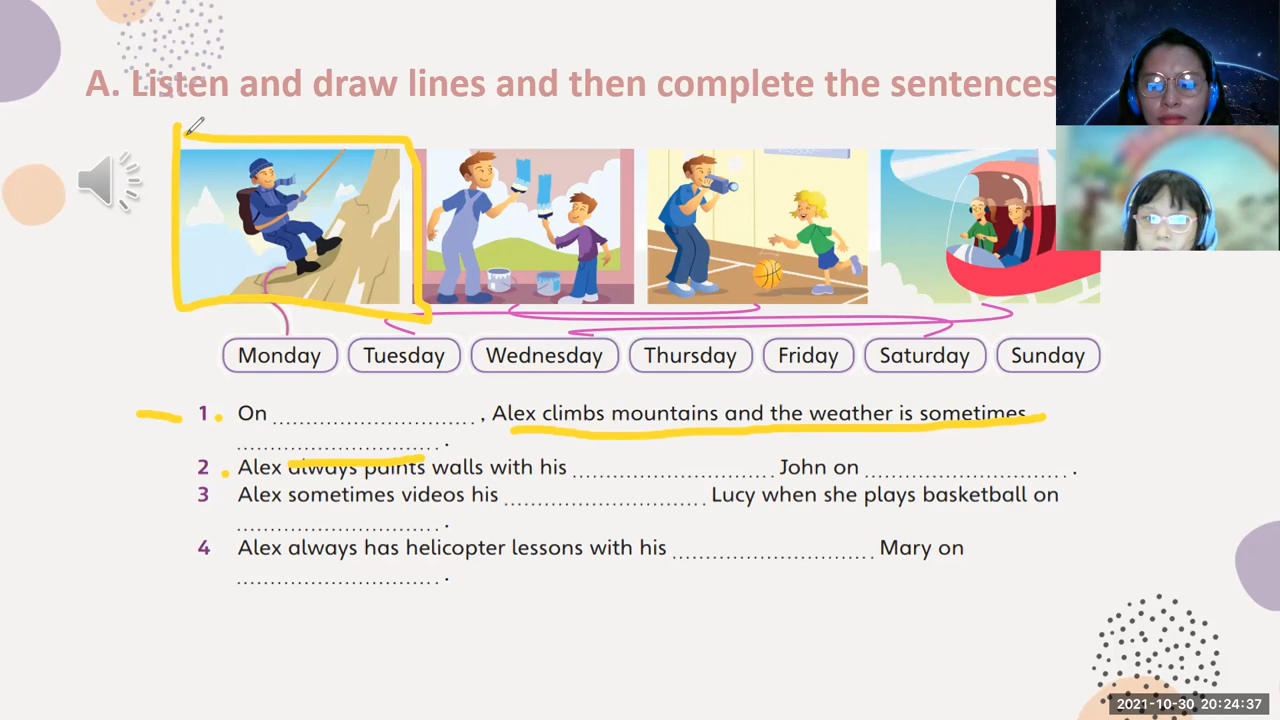 A. Listen and draw lines and then complete the sentences
Monday Tuesday Wednesday Thursday Friday Saturday Sunday
1 On ............................... , Alex climbs mountains and the weather is sometimes
............................... .
2 Alex always paints walls with his ............................... John on ............................... .
3 Alex sometimes videos his ............................... Lucy when she plays basketball on
............................... .
4 Alex always has helicopter lessons with his ............................... Mary on
............................... .
2021-10-30 20:24:37